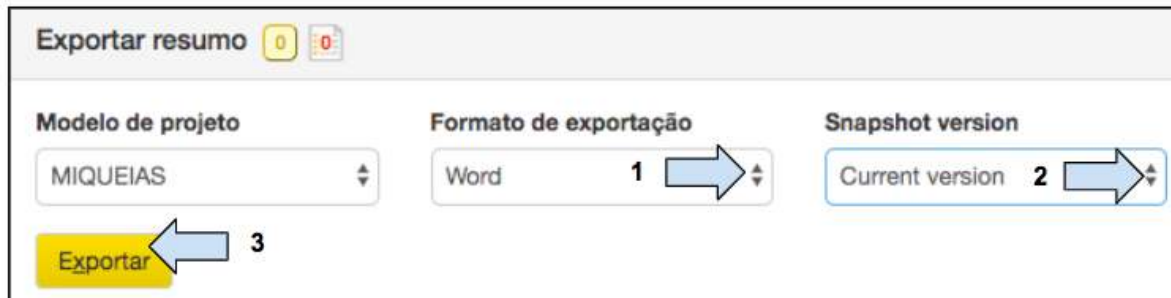 Exportar resumo 0 0
Modelo de projeto Formato de exportação Snapshot version
MIQUEIAS Word 1 Current version 2
Exportar 3